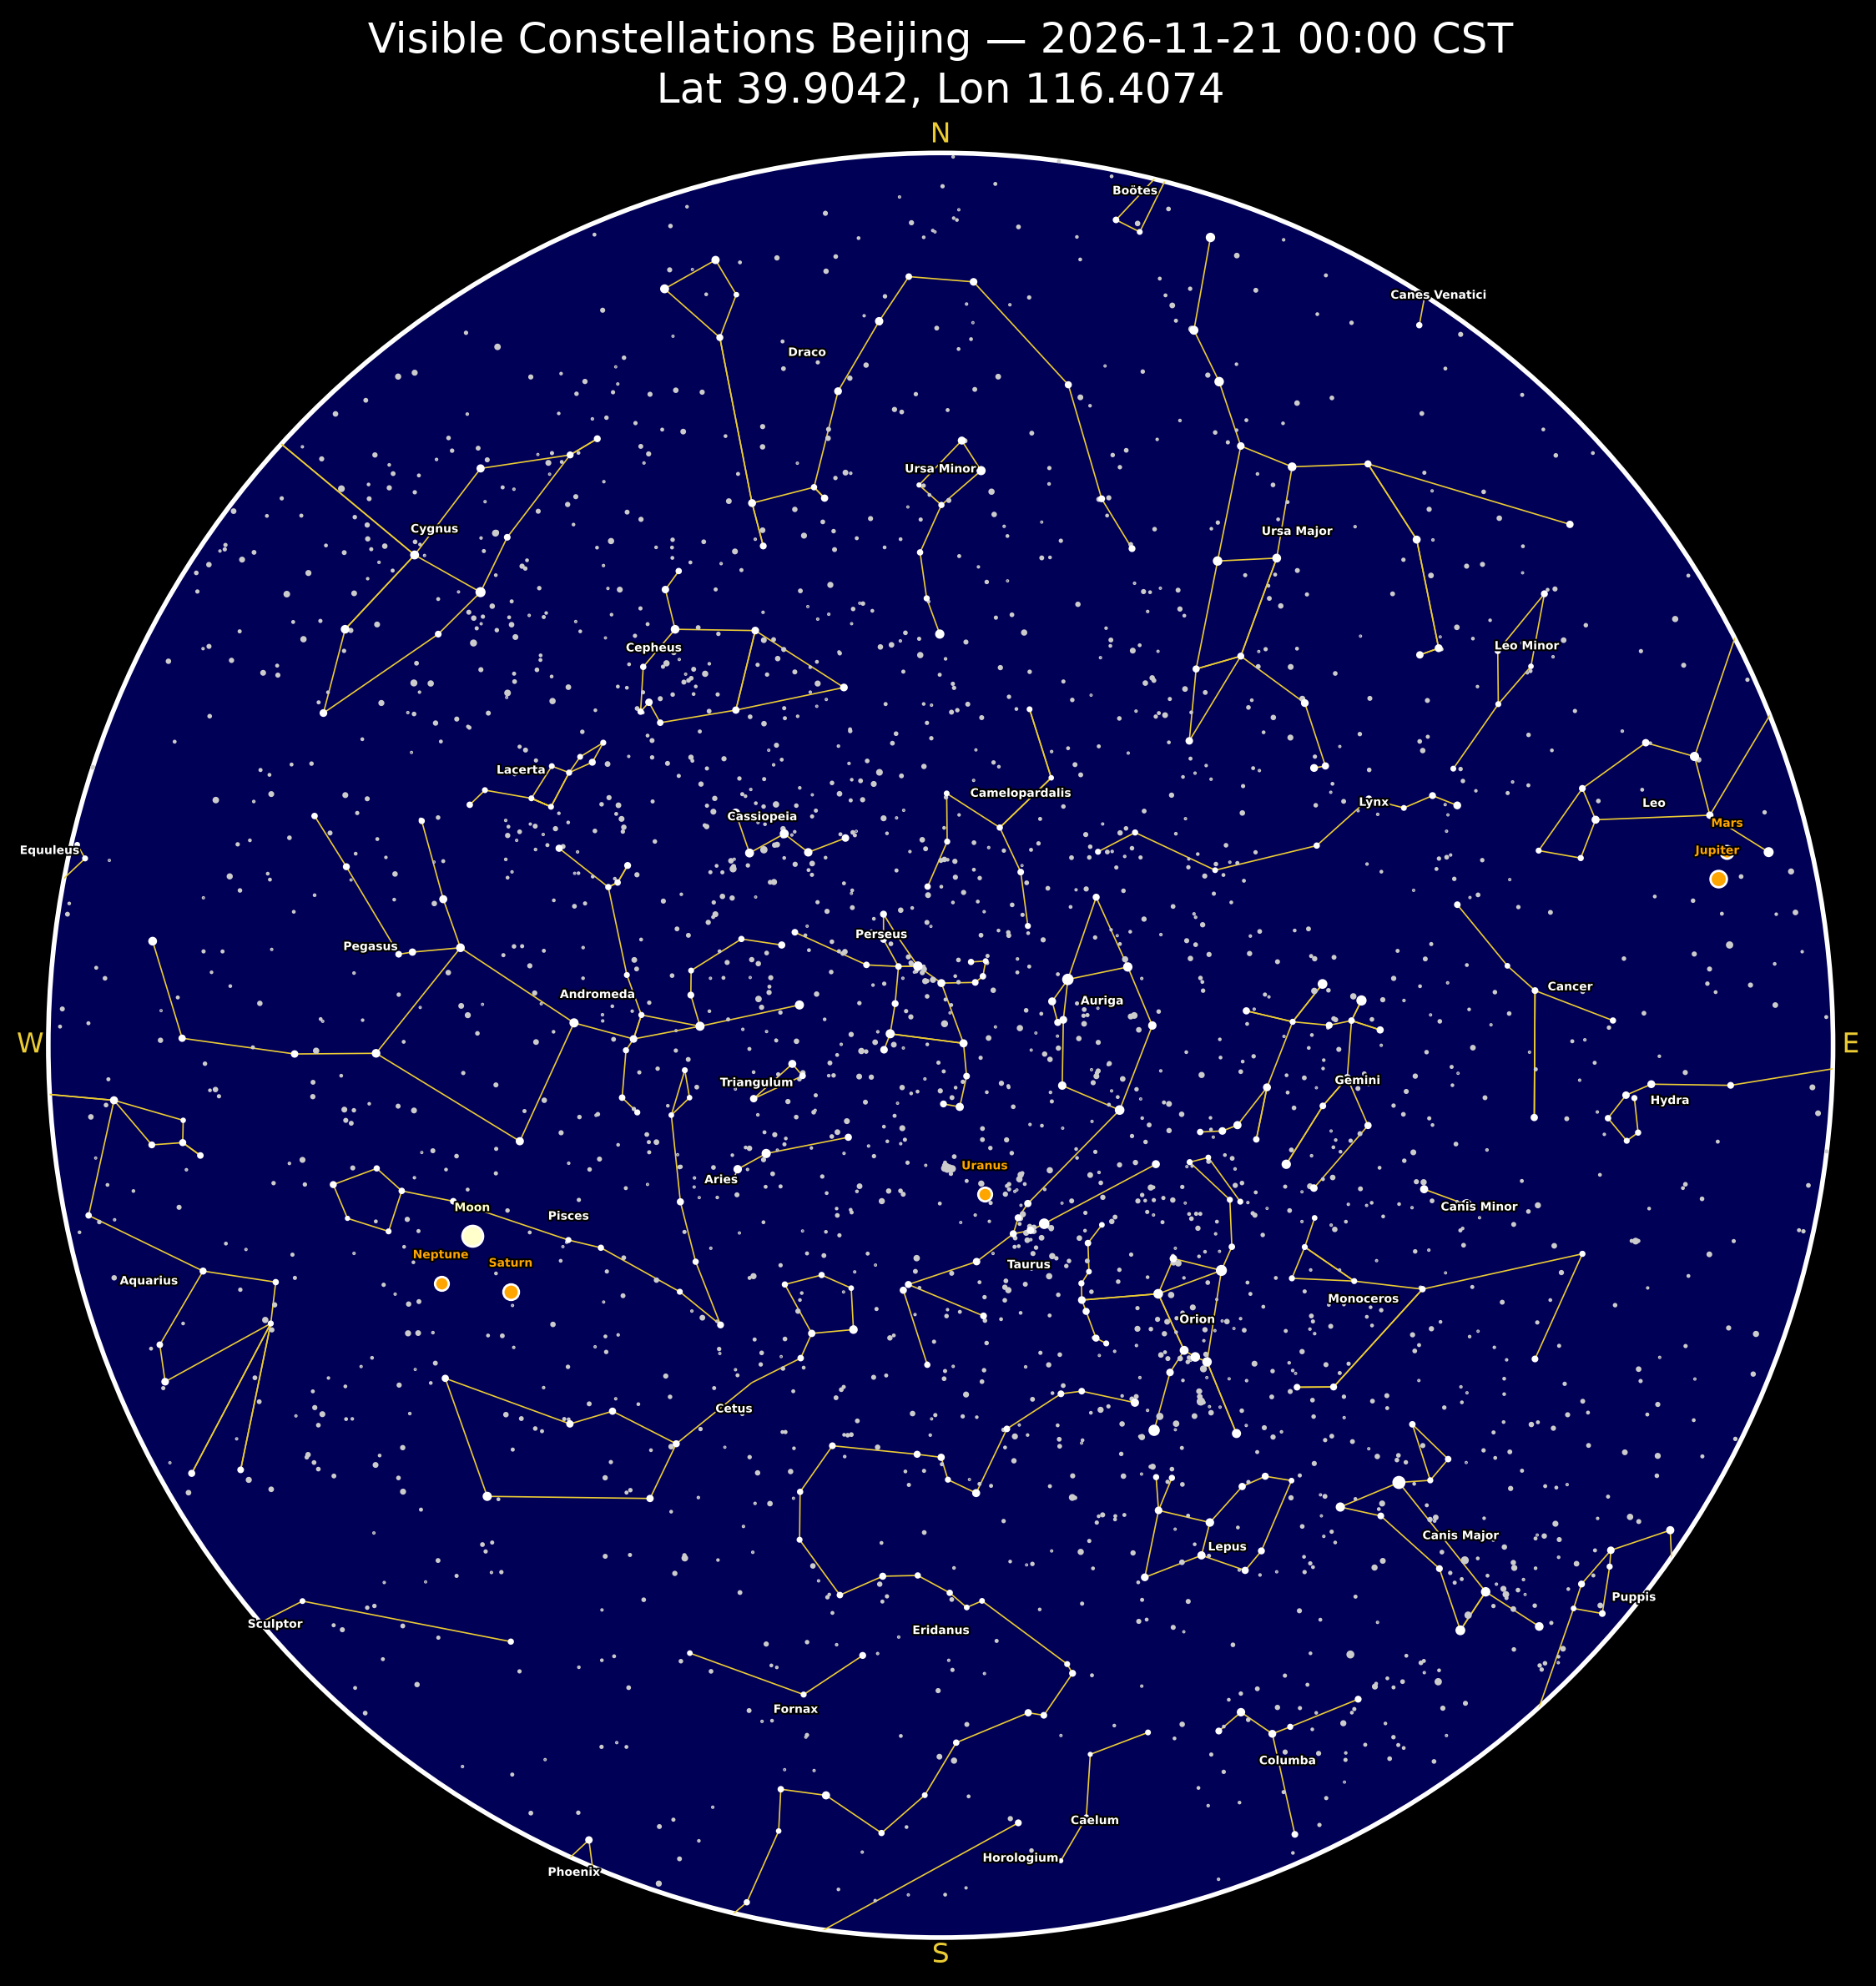 Visible Constellations Beijing — 2026-11-21 00:00 CST
Lat 39.9042, Lon 116.4074
N
Boötes
Canes Venatici
Draco
Ursa Minor
Cygnus
Ursa Major
Cepheus
Leo Minor
Lacerta
Camelopardalis
Lynx
Leo
Cassiopeia
Mars
Equuleus
Jupiter
Perseus
Pegasus
Cancer
Andromeda
Auriga
W
E
Triangulum
Gemini
Hydra
Uranus
Aries
Moon
Canis Minor
Pisces
Neptune
Saturn
Taurus
Aquarius
Monoceros
Orion
Cetus
Canis Major
Lepus
Puppis
Sculptor
Eridanus
Fornax
Columba
Caelum
Horologium
Phoenix
S